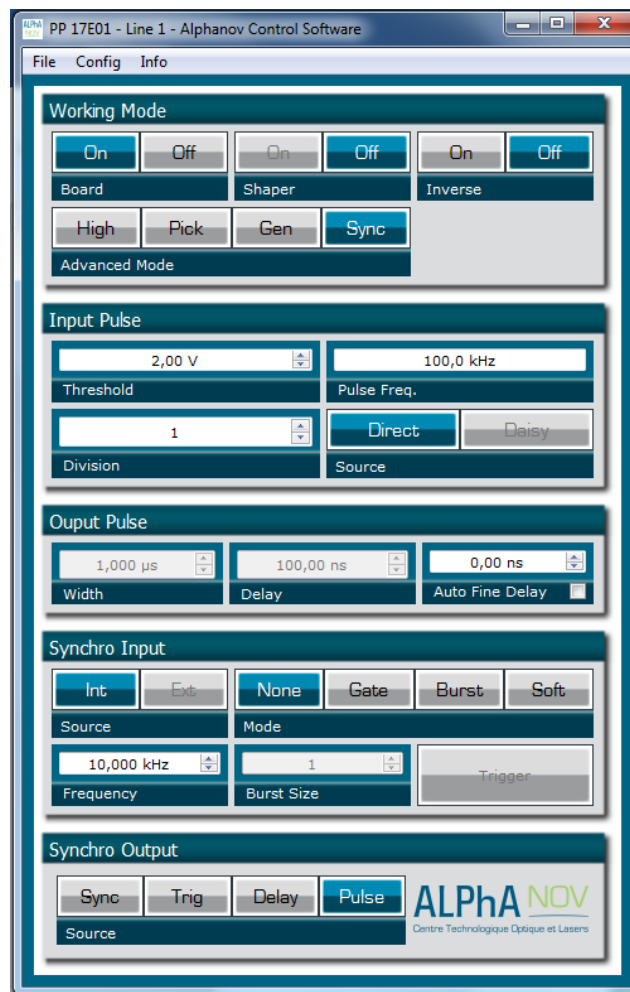 ALPhA NOV PP 17E01 - Line 1 - Alphanov Control Software
File Config Info
Working Mode
On Off On Off On Off
Board Shaper Inverse
High Pick Gen Sync
Advanced Mode
Input Pulse
2,00 V 100,0 kHz
Threshold Pulse Freq.
1 Direct Daisy
Division Source
Ouput Pulse
1,000 µs 100,00 ns 0,00 ns
Width Delay Auto Fine Delay
Synchro Input
Int Ext None Gate Burst Soft
Source Mode
10,000 kHz 1 Trigger
Frequency Burst Size
Synchro Output
Sync Trig Delay Pulse ALPhA NOV
Source Centre Technologique Optique et Lasers